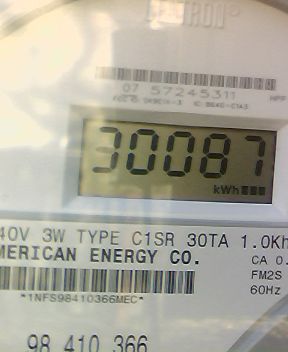 07 57245311
30087
kWh
40V 3W TYPE C1SR 30TA 1.0Kh
MERICAN ENERGY CO.
CA 0.
FM2S
60Hz
*1NFS98410366MEC*
98 410 366